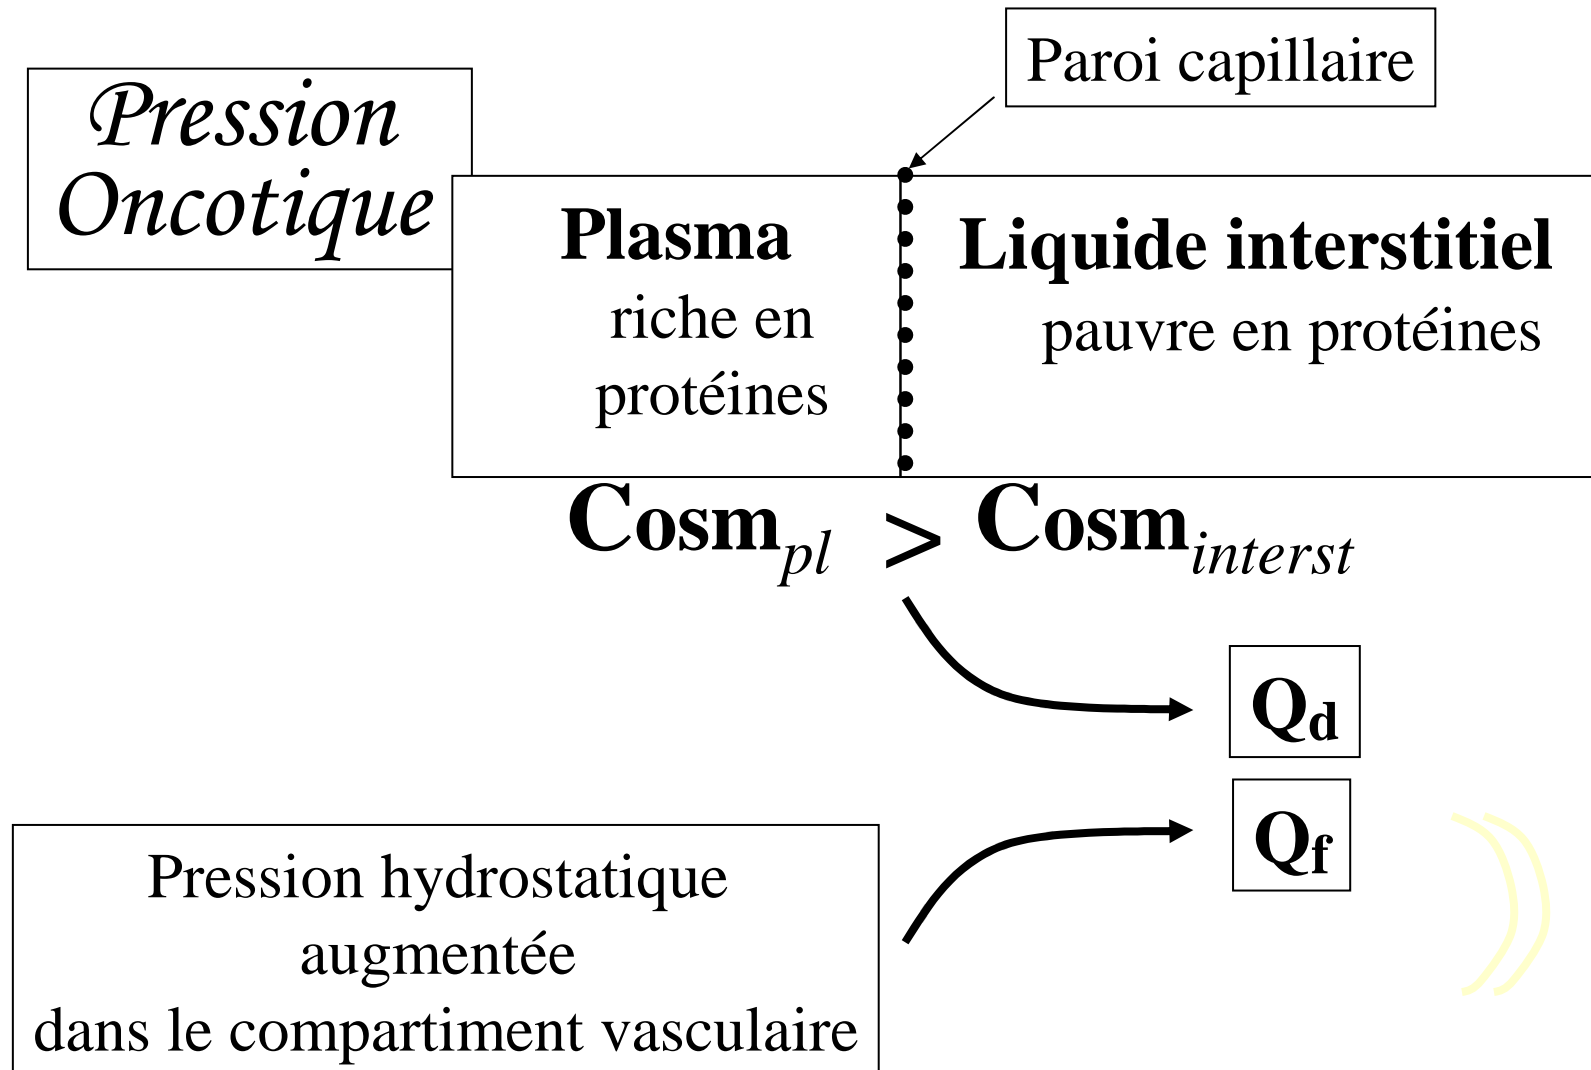 Paroi capillaire
Pression
Oncotique
Plasma
riche en
protéines
Liquide interstitiel
pauvre en protéines
Cosmpl > Cosminterst
Qd
Qf
Pression hydrostatique
augmentée
dans le compartiment vasculaire